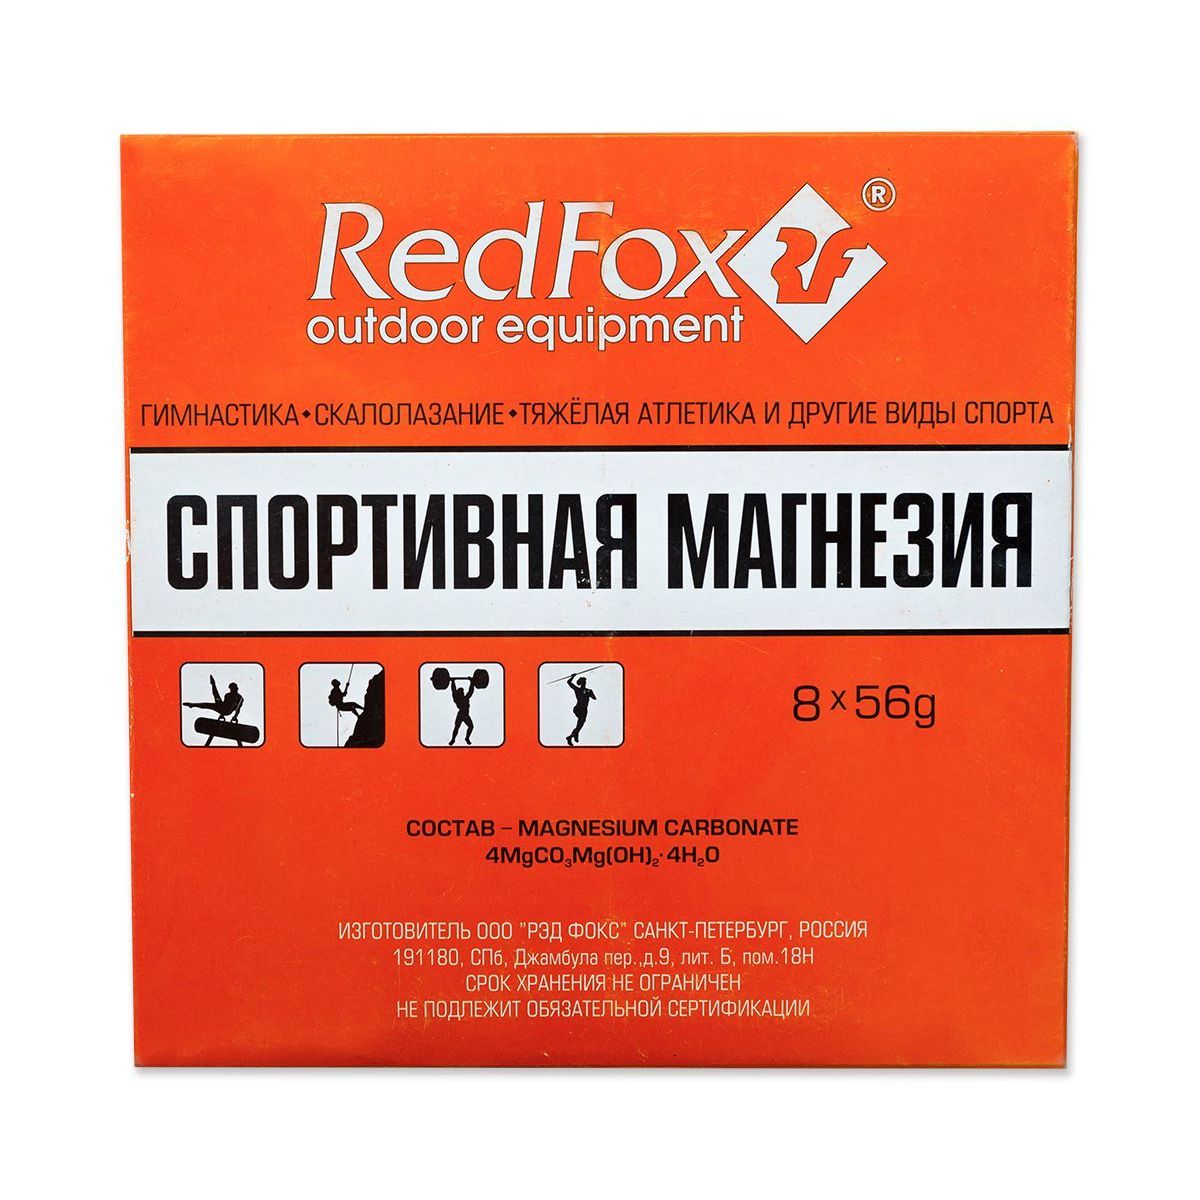 RedFox ®
outdoor equipment
ГИМНАСТИКА•СКАЛОЛАЗАНИЕ•ТЯЖЁЛАЯ АТЛЕТИКА И ДРУГИЕ ВИДЫ СПОРТА
СПОРТИВНАЯ МАГНЕЗИЯ
8 x 56g
СОСТАВ – MAGNESIUM CARBONATE
4MgCO₃Mg(OH)₂·4H₂O
ИЗГОТОВИТЕЛЬ ООО "РЭД ФОКС" САНКТ-ПЕТЕРБУРГ, РОССИЯ
191180, СПб, Джамбула пер.,д.9, лит. Б, пом.18Н
СРОК ХРАНЕНИЯ НЕ ОГРАНИЧЕН
НЕ ПОДЛЕЖИТ ОБЯЗАТЕЛЬНОЙ СЕРТИФИКАЦИИ